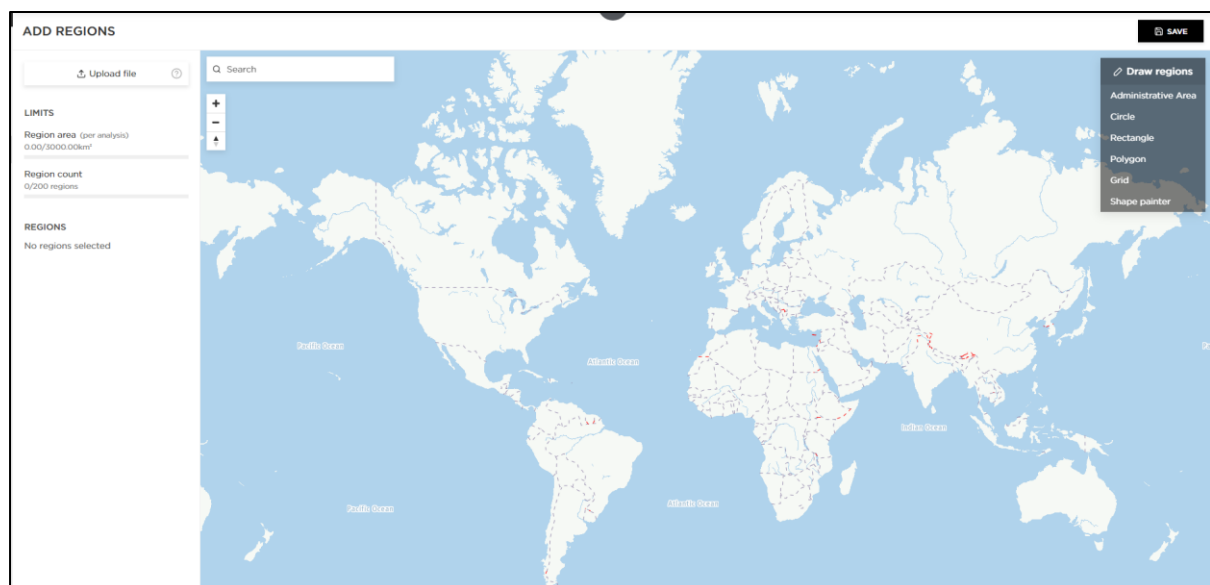 ADD REGIONS
SAVE
Upload file
?
LIMITS
Region area (per analysis)
0.00/3000.00km²
Region count
0/200 regions
REGIONS
No regions selected
Search
+
−
Draw regions
Administrative Area
Circle
Rectangle
Polygon
Grid
Shape painter
Pacific Ocean
Atlantic Ocean
Indian Ocean
Pacific Ocean
Atlantic Ocean
Pa